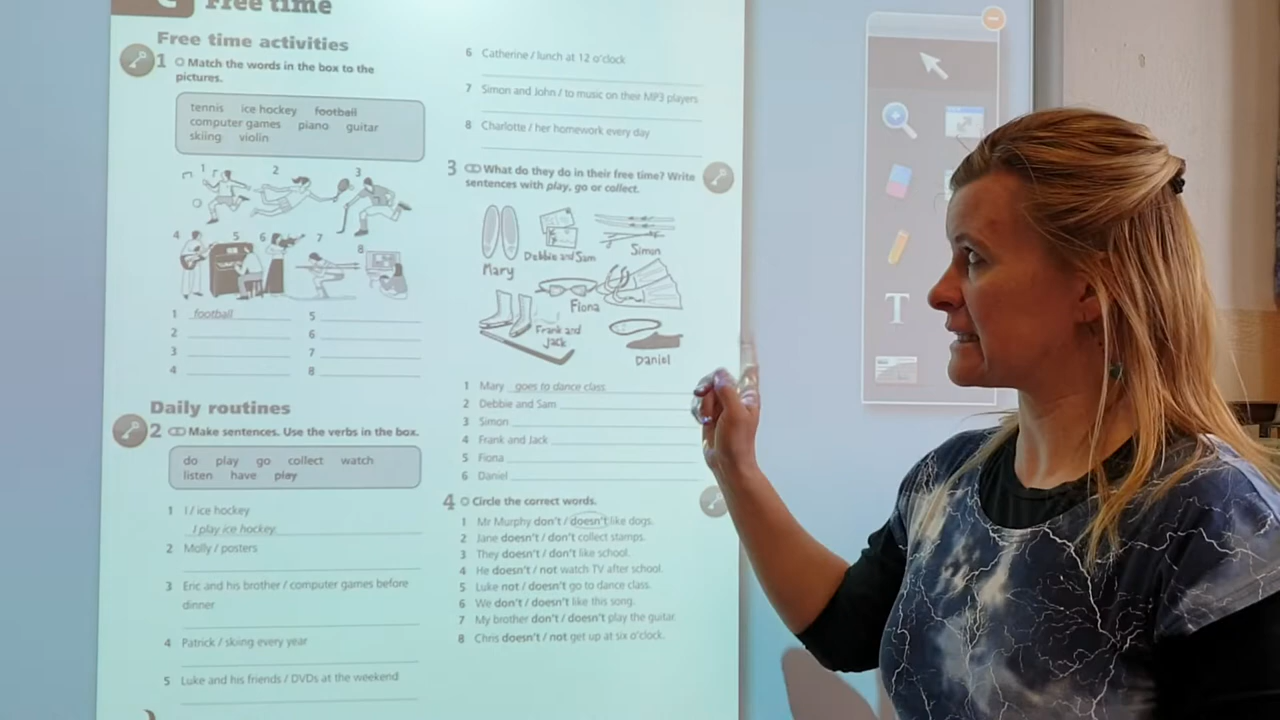 Free time
Free time activities
1 Match the words in the box to the
pictures.
tennis ice hockey football
computer games piano guitar
skiing violin
1 2 3
4 5 6 7 8
1 football 5
2 6
3 7
4 8
Daily routines
2 Make sentences. Use the verbs in the box.
do play go collect watch
listen have play
1 I / ice hockey
I play ice hockey.
2 Molly / posters
3 Eric and his brother / computer games before
dinner
4 Patrick / skiing every year
5 Luke and his friends / DVDs at the weekend
6 Catherine / lunch at 12 o'clock
7 Simon and John / to music on their MP3 players
8 Charlotte / her homework every day
3 What do they do in their free time? Write
sentences with play, go or collect.
Mary
Debbie and Sam
Simon
Fiona
Frank and
Jack
Daniel
1 Mary goes to dance class
2 Debbie and Sam
3 Simon
4 Frank and Jack
5 Fiona
6 Daniel
4 Circle the correct words.
1 Mr Murphy don't / doesn't like dogs.
2 Jane doesn't / don't collect stamps.
3 They doesn't / don't like school.
4 He doesn't / not watch TV after school.
5 Luke not / doesn't go to dance class.
6 We don't / doesn't like this song.
7 My brother don't / doesn't play the guitar.
8 Chris doesn't / not get up at six o'clock.
T